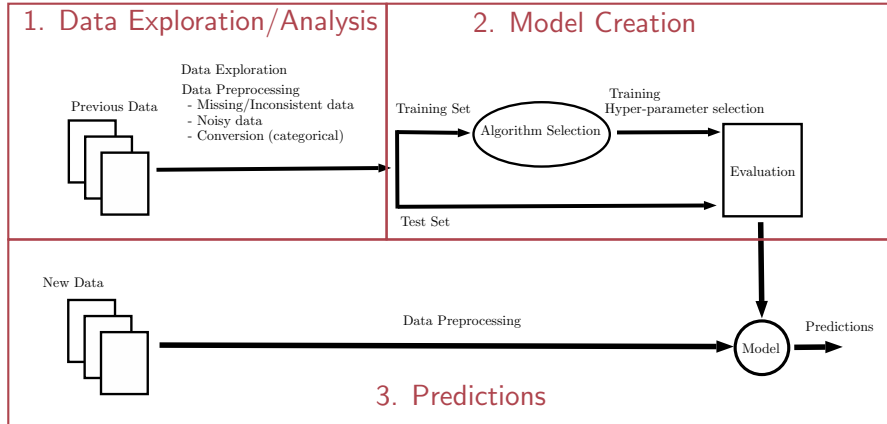 1. Data Exploration/Analysis
Data Exploration
Data Preprocessing
- Missing/Inconsistent data
- Noisy data
- Conversion (categorical)
Previous Data
2. Model Creation
Training Set
Algorithm Selection
Training
Hyper-parameter selection
Evaluation
Test Set
New Data
Data Preprocessing
Model
Predictions
3. Predictions